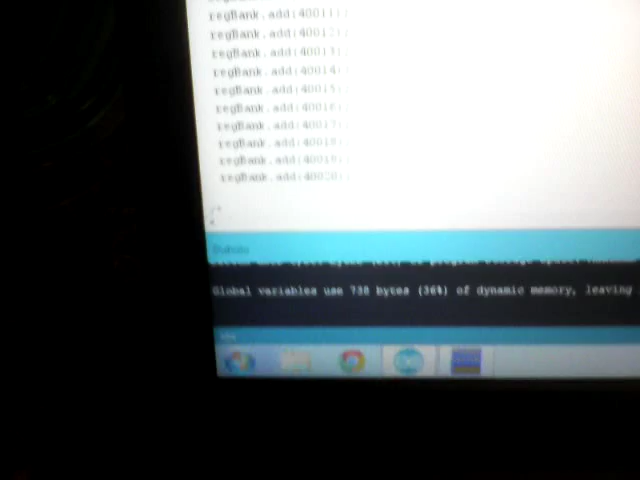 regBank.add(40011);
regBank.add(40012);
regBank.add(40013);
regBank.add(40014);
regBank.add(40015);
regBank.add(40016);
regBank.add(40017);
regBank.add(40018);
regBank.add(40019);
regBank.add(40020);
/*
Global variables use 738 bytes (36%) of dynamic memory, leaving